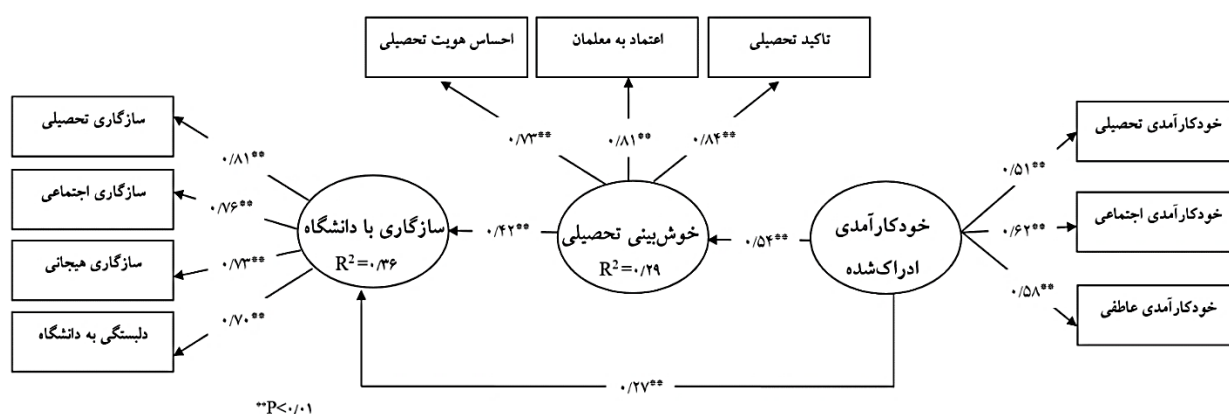 احساس هویت تحصیلی
اعتماد به معلمان
تاکید تحصیلی
۰/۷۳**
۰/۸۱**
۰/۸۴**
سازگاری تحصیلی
سازگاری اجتماعی
سازگاری هیجانی
دلبستگی به دانشگاه
۰/۸۱**
۰/۷۶**
۰/۷۳**
۰/۷۰**
سازگاری با دانشگاه
R²=۰/۳۶
۰/۴۲**
خوش‌بینی تحصیلی
R²=۰/۲۹
۰/۵۴**
خودکارآمدی
ادراک‌شده
۰/۵۱**
۰/۶۲**
۰/۵۸**
خودکارآمدی تحصیلی
خودکارآمدی اجتماعی
خودکارآمدی عاطفی
۰/۲۷**
**P<۰/۰۱